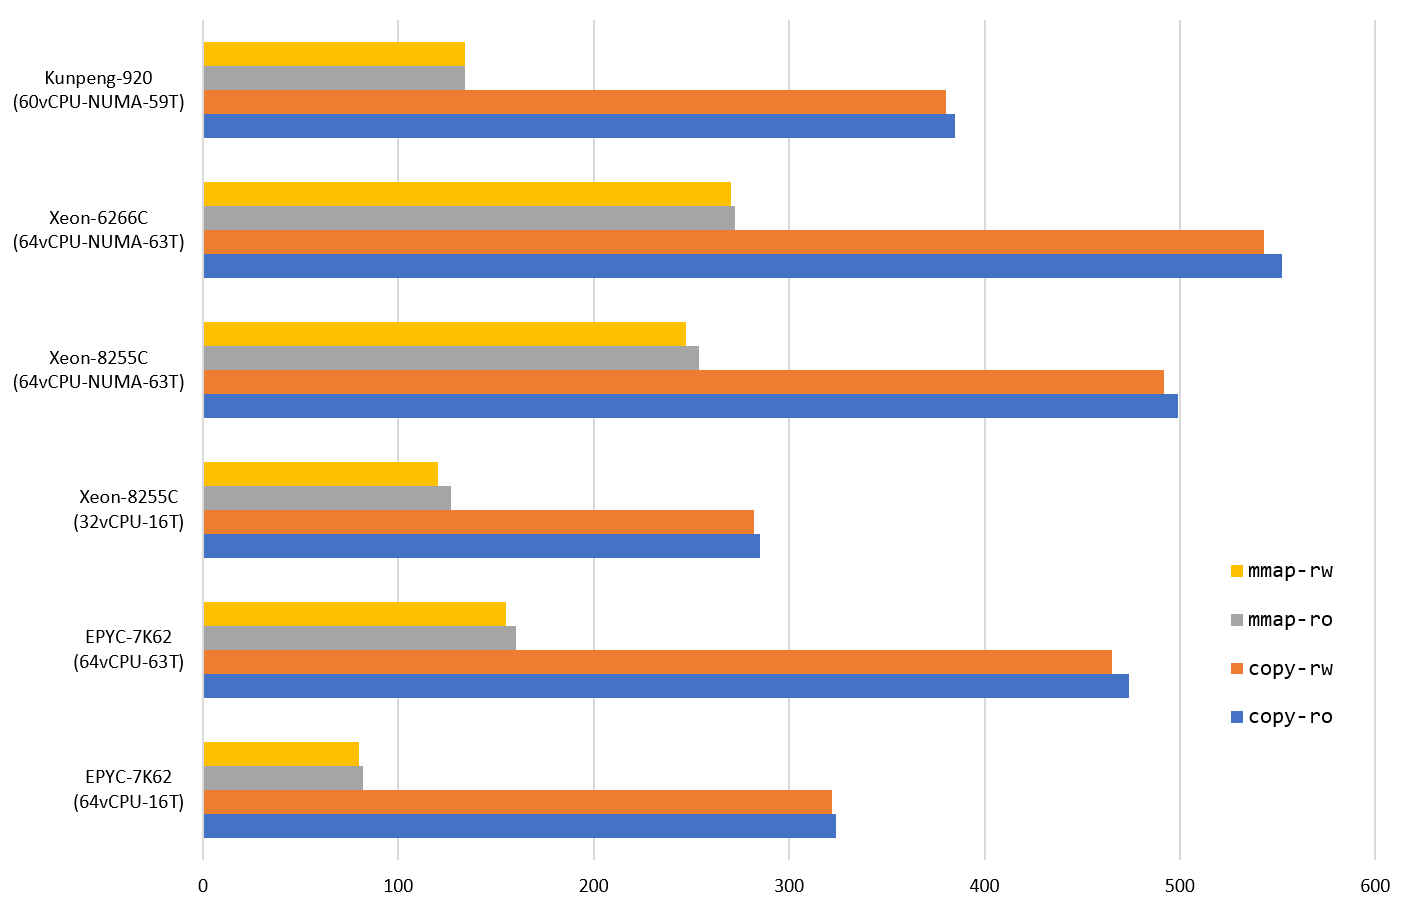 Kunpeng-920
(60vCPU-NUMA-59T)
Xeon-6266C
(64vCPU-NUMA-63T)
Xeon-8255C
(64vCPU-NUMA-63T)
Xeon-8255C
(32vCPU-16T)
EPYC-7K62
(64vCPU-63T)
EPYC-7K62
(64vCPU-16T)
mmap-rw
mmap-ro
copy-rw
copy-ro
0 100 200 300 400 500 600